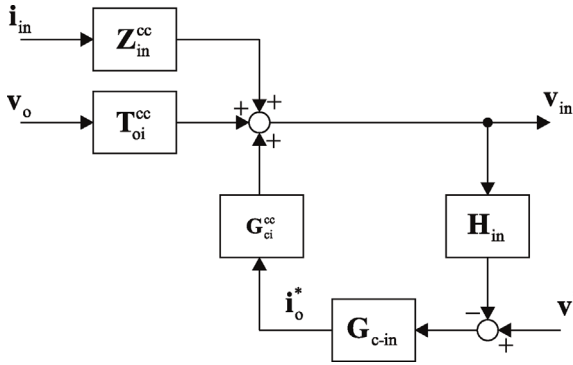 i_in
Z_in^cc
v_o
T_oi^cc
+
+
+
v_in
G_ci^cc
H_in
i_o^*
G_c-in
−
+
v